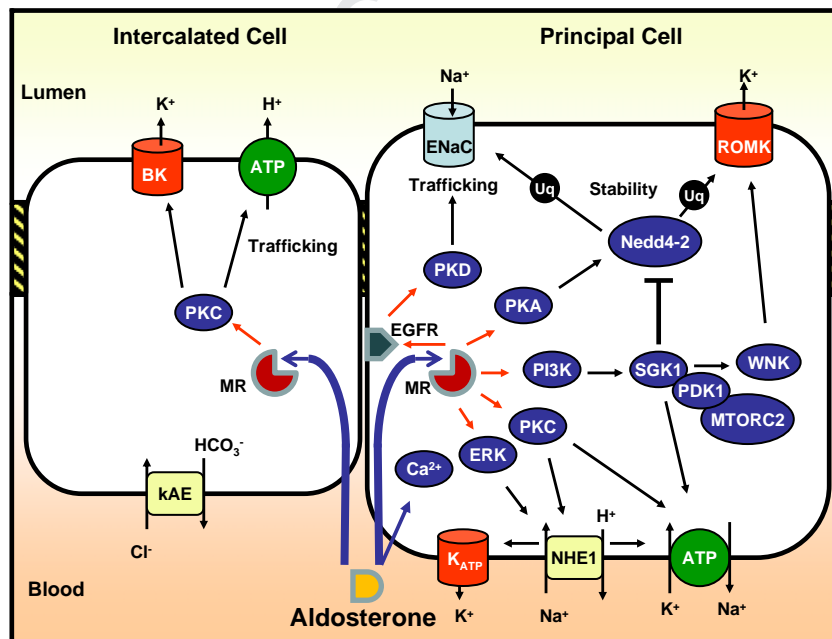 Intercalated Cell
Principal Cell
Lumen
K⁺
H⁺
Na⁺
K⁺
BK
ATP
ENaC
ROMK
Trafficking
Uq
Stability
Uq
Nedd4-2
Trafficking
PKD
PKA
PKC
EGFR
MR
MR
PI3K
SGK1
WNK
PDK1
MTORC2
PKC
ERK
Ca²⁺
HCO₃⁻
kAE
Cl⁻
H⁺
K_ATP
NHE1
ATP
Blood
Aldosterone
K⁺
Na⁺
K⁺
Na⁺